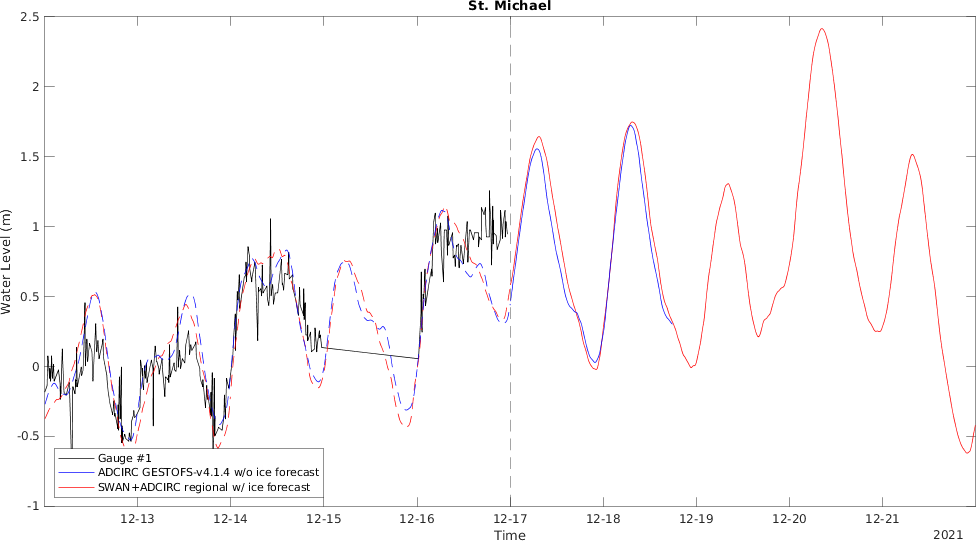 St. Michael
2.5
2
1.5
1
0.5
0
-0.5
-1
Water Level (m)
Gauge #1
ADCIRC GESTOFS-v4.1.4 w/o ice forecast
SWAN+ADCIRC regional w/ ice forecast
12-13 12-14 12-15 12-16 12-17 12-18 12-19 12-20 12-21
Time
2021